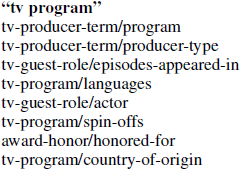 “tv program”
tv-producer-term/program
tv-producer-term/producer-type
tv-guest-role/episodes-appeared-in
tv-program/languages
tv-guest-role/actor
tv-program/spin-offs
award-honor/honored-for
tv-program/country-of-origin